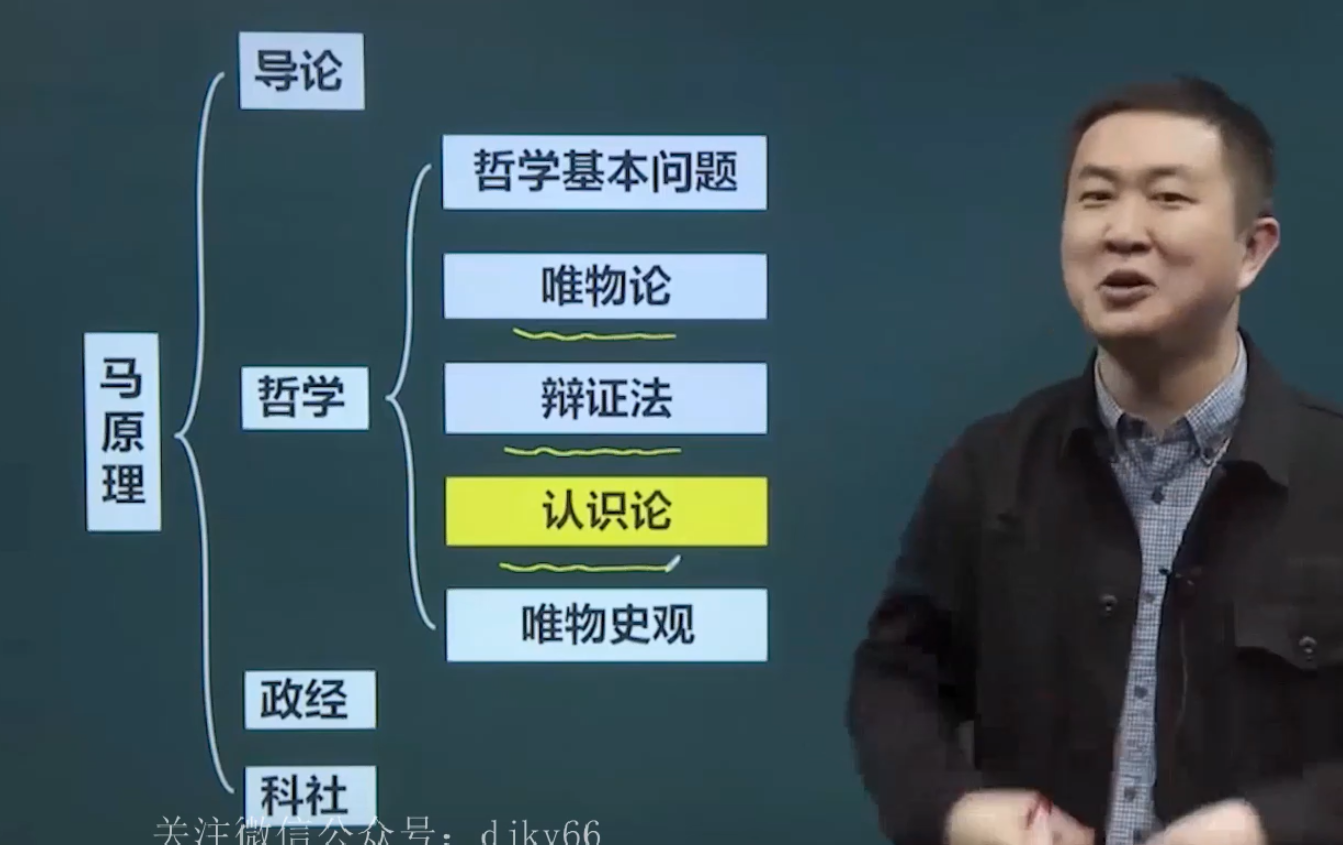 导论
哲学基本问题
唯物论
马原理
哲学
辩证法
认识论
唯物史观
政经
科社
关注微信公众号：djky66